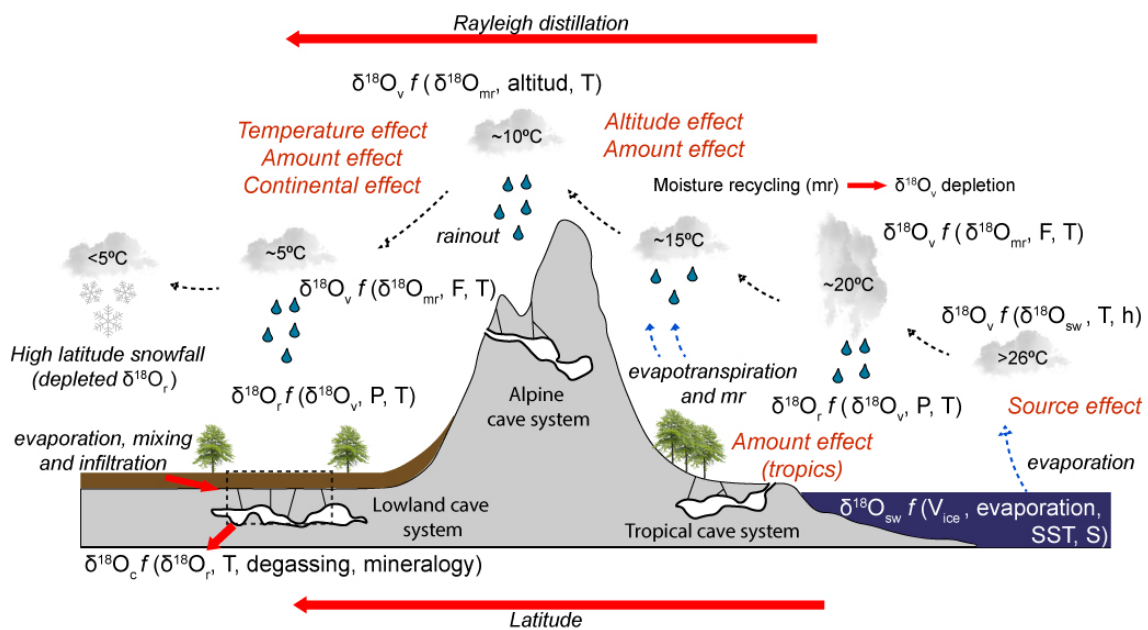 Rayleigh distillation
δ¹⁸Oᵥ f (δ¹⁸Oₘᵣ, altitud, T)
Temperature effect
Amount effect
Continental effect
~10ºC
Altitude effect
Amount effect
Moisture recycling (mr)
δ¹⁸Oᵥ depletion
rainout
<5ºC
~5ºC
~15ºC
~20ºC
δ¹⁸Oᵥ f (δ¹⁸Oₘᵣ, F, T)
δ¹⁸Oᵥ f (δ¹⁸Oₘᵣ, F, T)
δ¹⁸Oᵥ f (δ¹⁸Oₛw, T, h)
>26ºC
High latitude snowfall
(depleted δ¹⁸Oᵣ)
δ¹⁸Oᵣ f (δ¹⁸Oᵥ, P, T)
evapotranspiration
and mr
δ¹⁸Oᵣ f (δ¹⁸Oᵥ, P, T)
Source effect
Alpine
cave system
evaporation, mixing
and infiltration
Amount effect
(tropics)
evaporation
Lowland cave
system
Tropical cave system
δ¹⁸Oₛw f (Vᵢcₑ, evaporation,
SST, S)
δ¹⁸O꜀ f (δ¹⁸Oᵣ, T, degassing, mineralogy)
Latitude